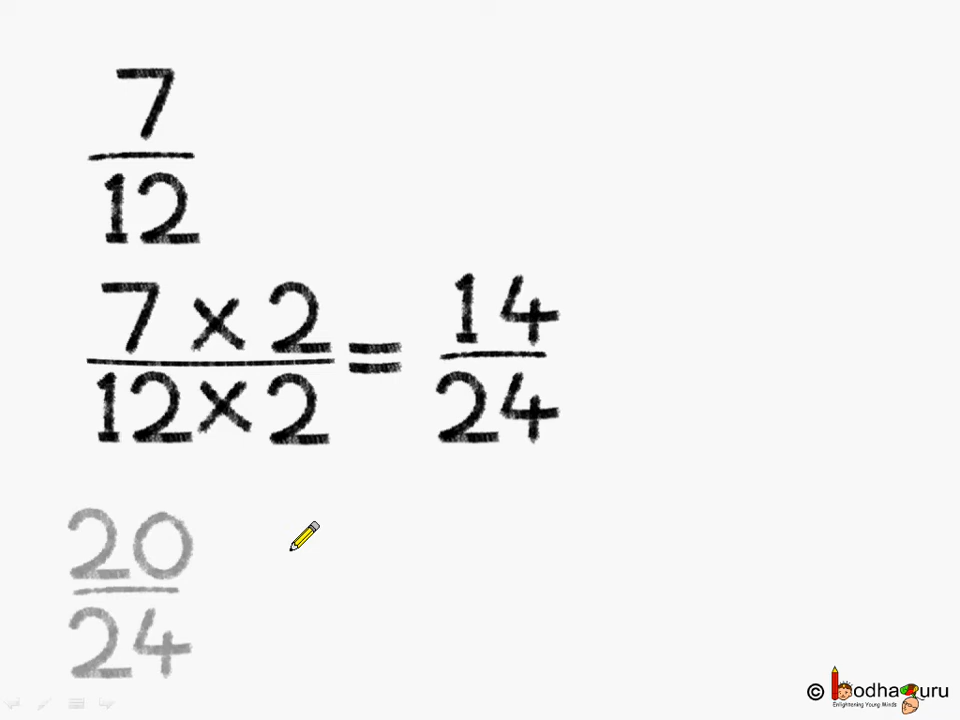 7
12
7 × 2
12 × 2
=
14
24
20
24
© BodhaGuru
Enlightening Young Minds